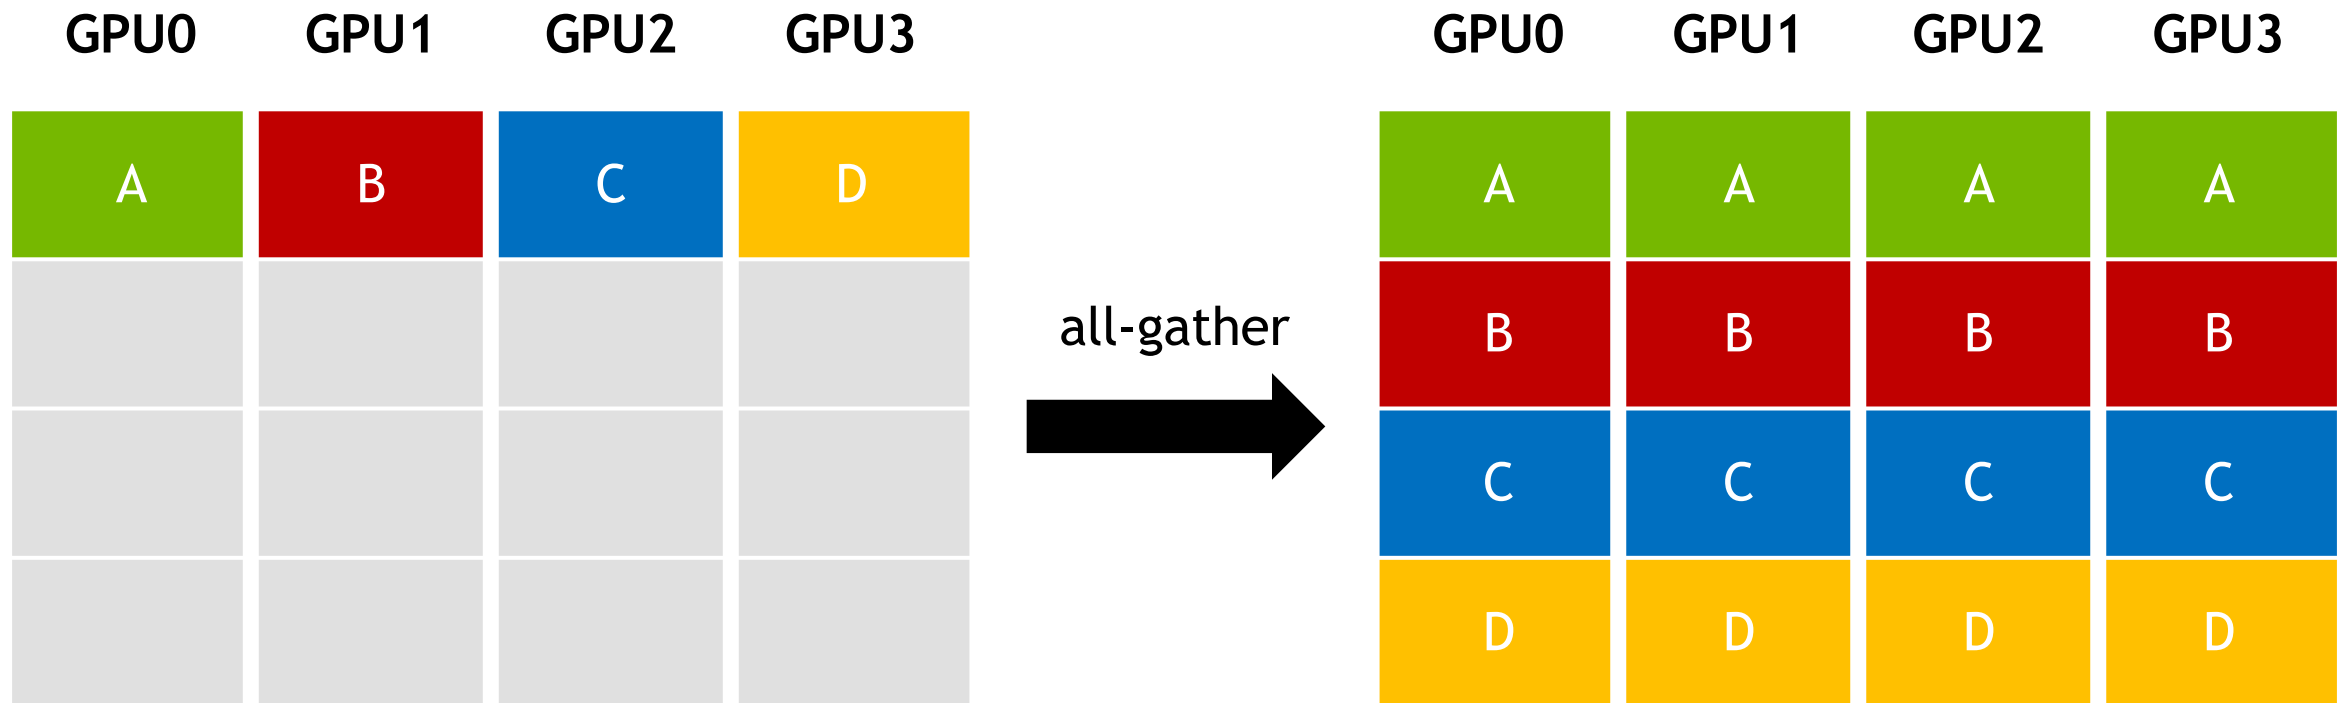 GPU0 GPU1 GPU2 GPU3
A B C D
all-gather
GPU0 GPU1 GPU2 GPU3
A A A A
B B B B
C C C C
D D D D